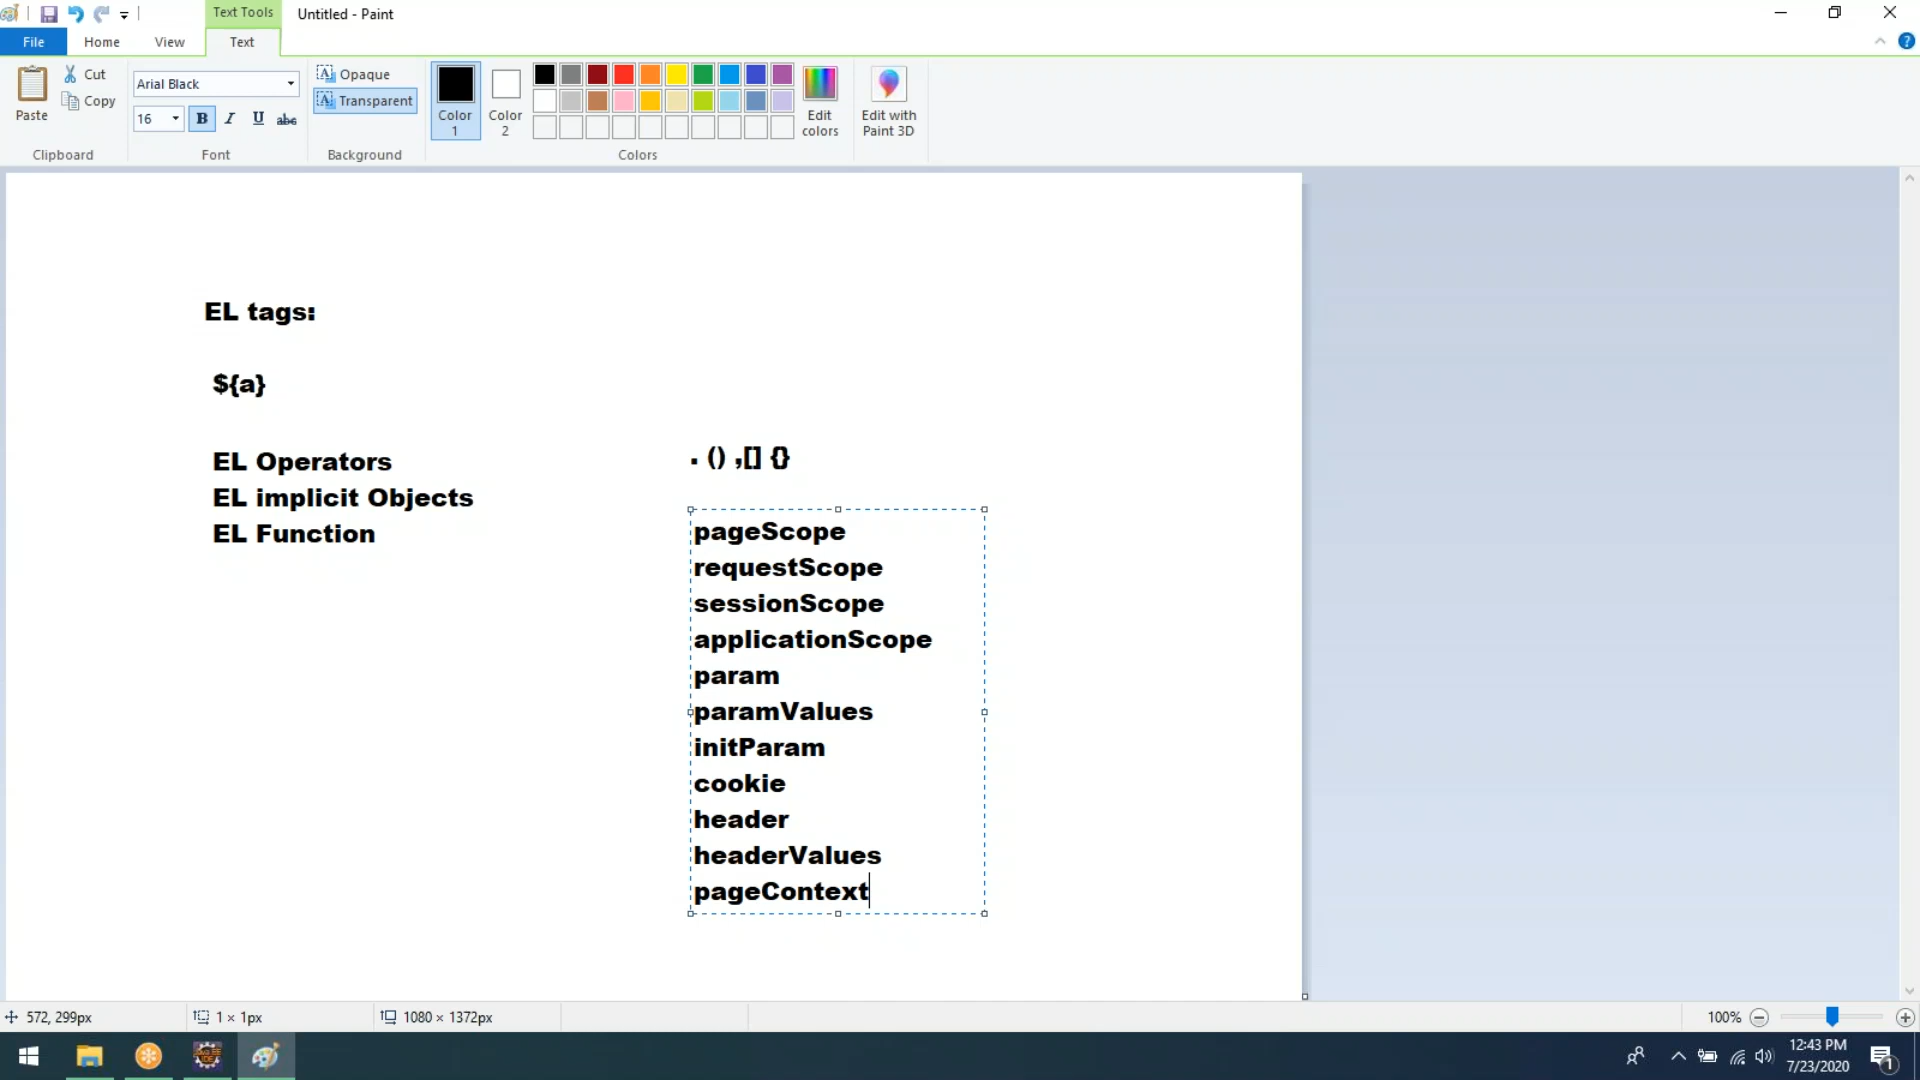 Text Tools
Untitled - Paint
File
Home
View
Text
Paste
Cut
Copy
Clipboard
Arial Black
16
B
I
U
abc
Font
Opaque
Transparent
Background
Color 1
Color 2
Edit colors
Colors
Edit with Paint 3D
EL tags:
${a}
EL Operators
EL implicit Objects
EL Function
. () ,[] {}
pageScope
requestScope
sessionScope
applicationScope
param
paramValues
initParam
cookie
header
headerValues
pageContext
572, 299px
1 × 1px
1080 × 1372px
100%
12:43 PM
7/23/2020
1